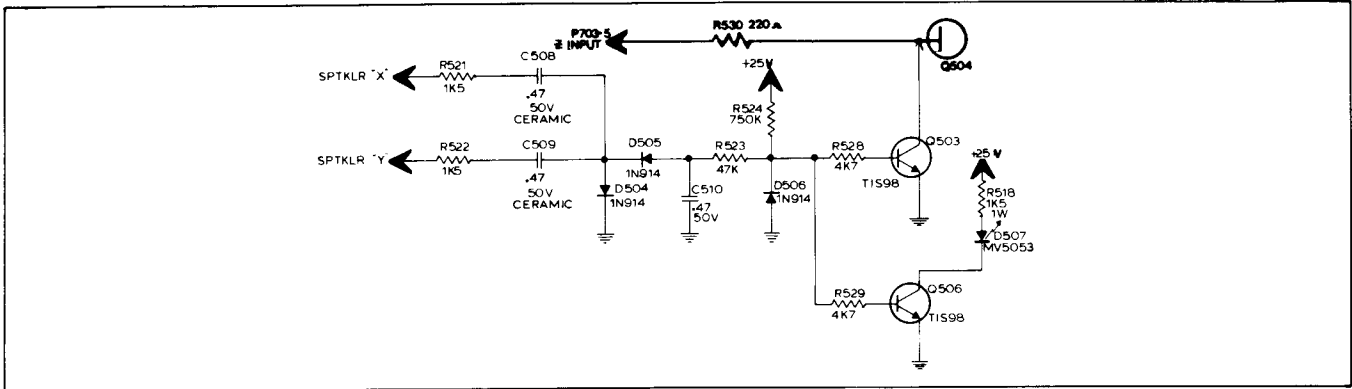 R530 220Ω
P703-5
Z INPUT
Q504
C508
+25V
R521
SPTKLR "X"
1K5
.47
50V
CERAMIC
R524
750K
C509
D505
R523
R528
Q503
R522
SPTKLR "Y"
1K5
.47
50V
CERAMIC
1N914
47K
4K7
TIS98
+25V
D504
1N914
C510
.47
50V
D506
1N914
R518
1K5
1W
D507
MV5053
R529
4K7
Q506
TIS98